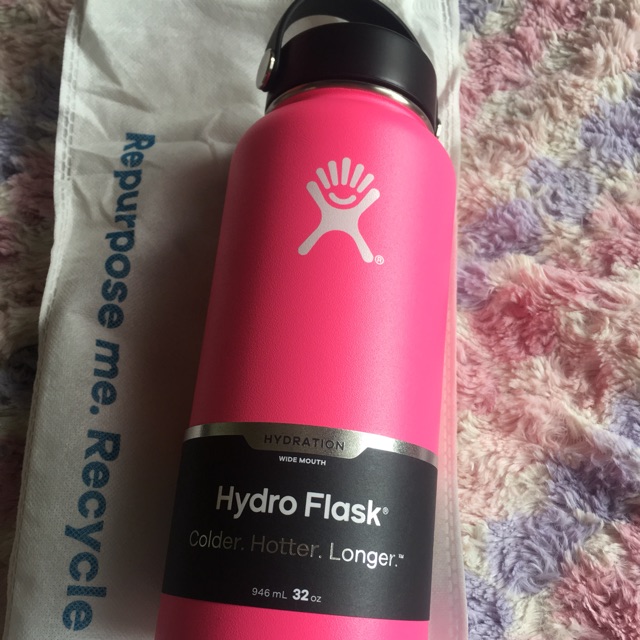 Repurpose me. Recycle
®
HYDRATION
WIDE MOUTH
Hydro Flask®
Colder. Hotter. Longer.™
946 mL 32 oz